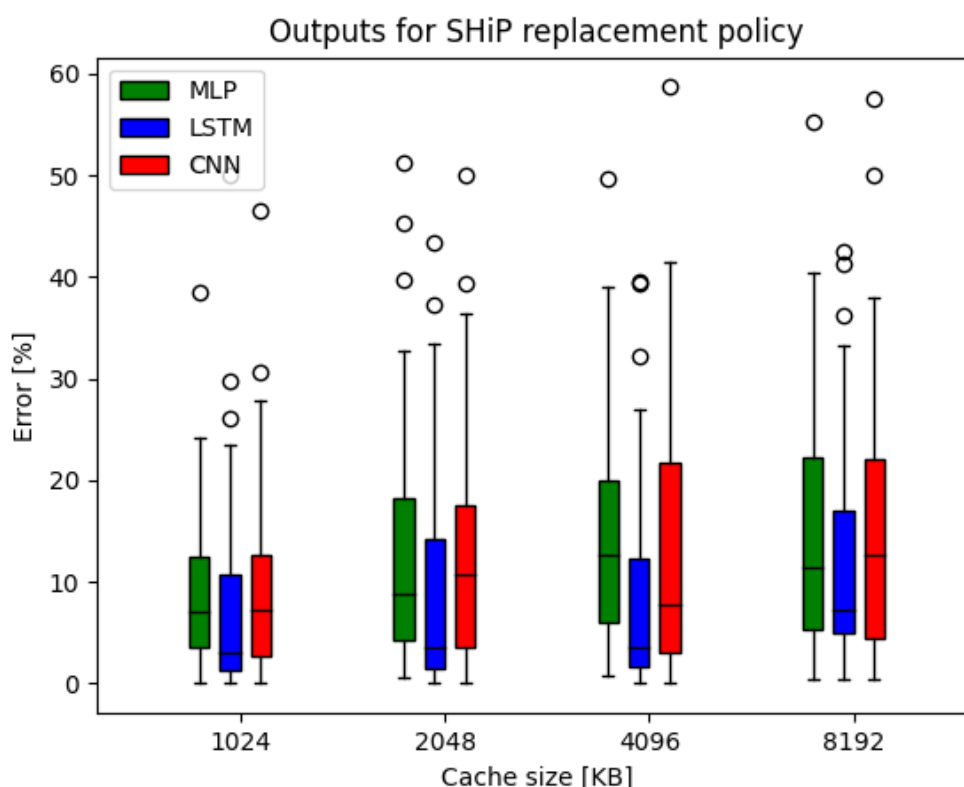 Outputs for SHiP replacement policy
60
50
40
30
20
10
0
Error [%]
MLP
LSTM
CNN
1024 2048 4096 8192
Cache size [KB]